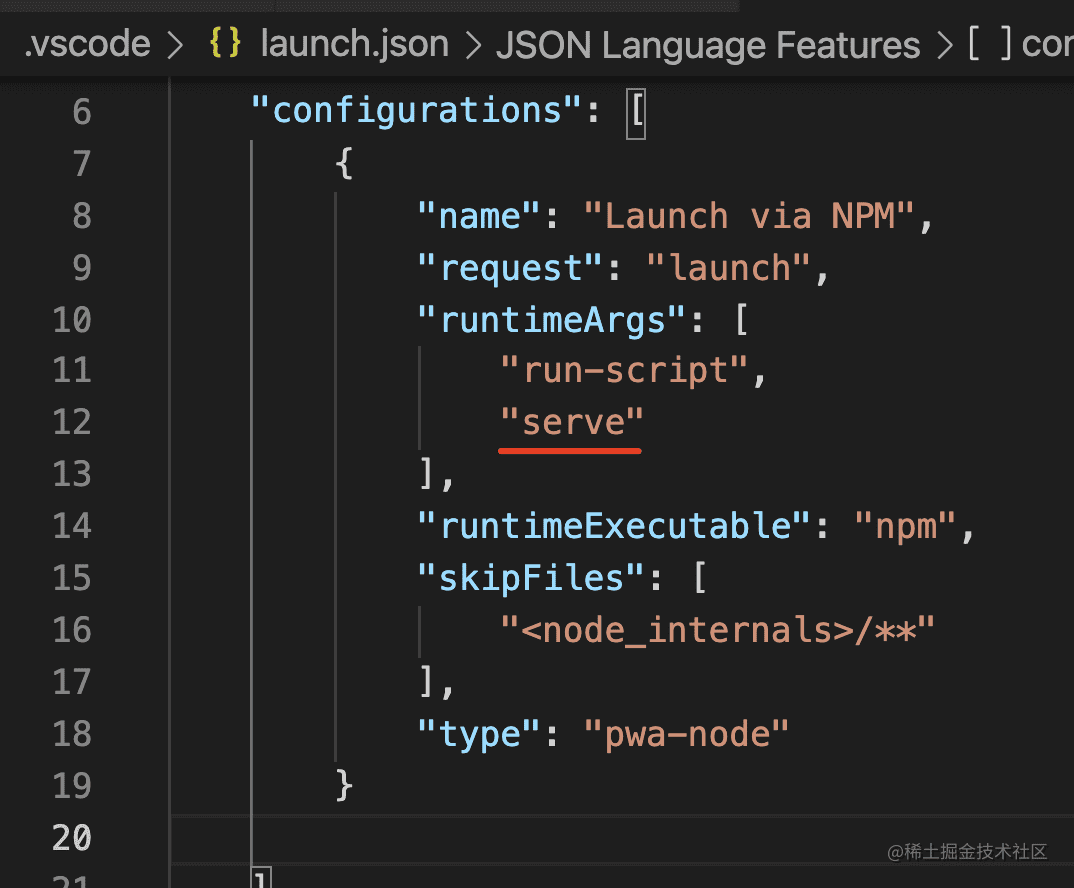 .vscode > {} launch.json > JSON Language Features > [ ] con
6 "configurations": [
7 {
8 "name": "Launch via NPM",
9 "request": "launch",
10 "runtimeArgs": [
11 "run-script",
12 "serve"
13 ],
14 "runtimeExecutable": "npm",
15 "skipFiles": [
16 "<node_internals>/**"
17 ],
18 "type": "pwa-node"
19 }
20
21 ]
@稀土掘金技术社区